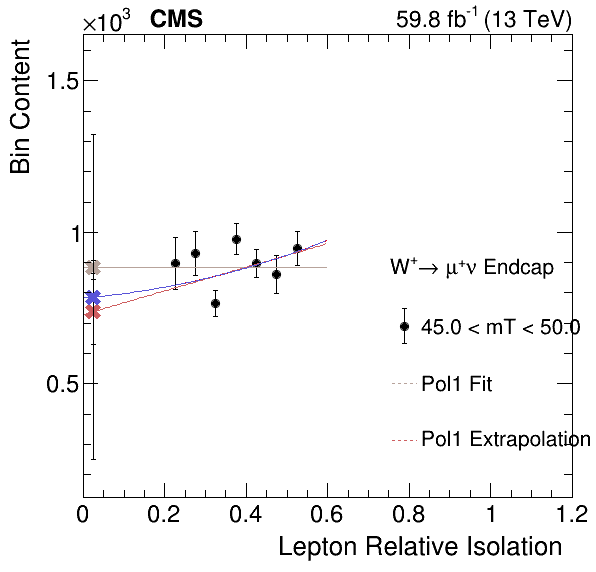 ×10³ CMS 59.8 fb⁻¹ (13 TeV)
Bin Content
1.5
1
0.5
W⁺→ μ⁺ν Endcap
45.0 < mT < 50.0
Pol1 Fit
Pol1 Extrapolation
0 0.2 0.4 0.6 0.8 1 1.2
Lepton Relative Isolation